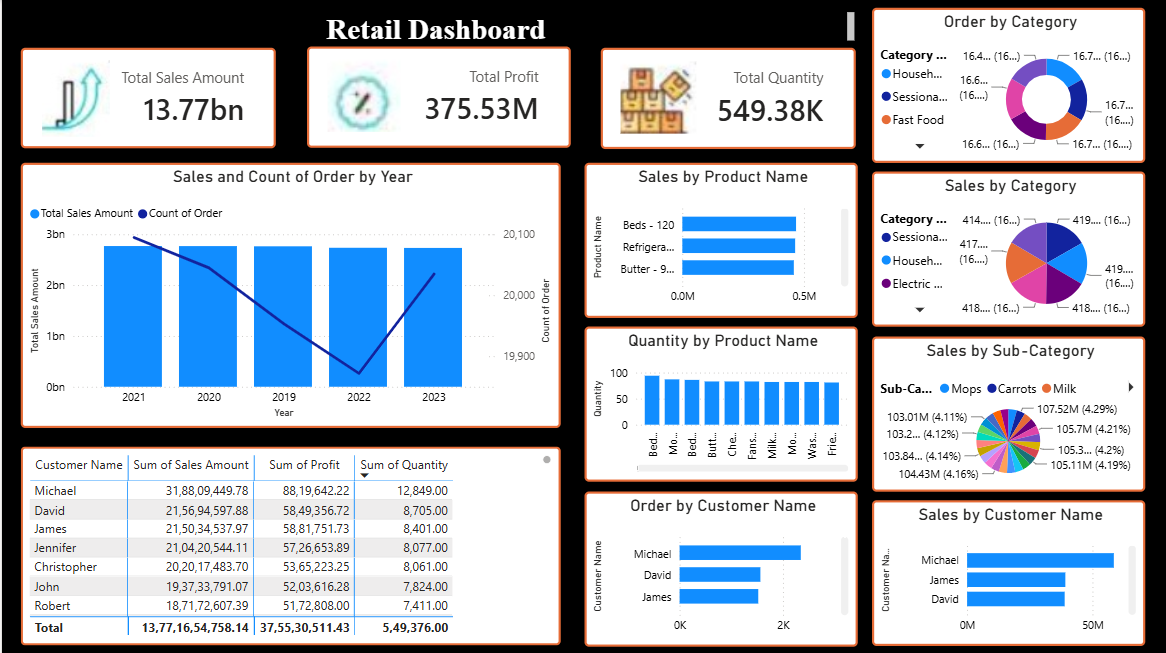 Retail Dashboard
Total Sales Amount
13.77bn
Total Profit
375.53M
Total Quantity
549.38K
Sales and Count of Order by Year
Total Sales Amount Count of Order
3bn
2bn
1bn
0bn
Total Sales Amount
20,100
20,000
19,900
Count of Order
2021 2020 2019 2022 2023
Year
Customer Name Sum of Sales Amount Sum of Profit Sum of Quantity
Michael 31,88,09,449.78 88,19,642.22 12,849.00
David 21,56,94,597.88 58,49,356.72 8,705.00
James 21,50,34,537.97 58,81,751.73 8,401.00
Jennifer 21,04,20,544.11 57,26,653.89 8,077.00
Christopher 20,20,17,483.70 53,65,223.25 8,061.00
John 19,37,33,791.07 52,03,616.28 7,824.00
Robert 18,71,72,607.39 51,72,808.00 7,411.00
Total 13,77,16,54,758.14 37,55,30,511.43 5,49,376.00
Sales by Product Name
Product Name
Beds - 120
Refrigera...
Butter - 9...
0.0M 0.5M
Quantity by Product Name
Quantity
100
50
0
Bed... Mo... Bed... Butt... Che... Fans... Milk... Mo... Was... Frie...
Order by Customer Name
Customer Name
Michael
David
James
0K 2K
Order by Category
Category ...
Househ...
Sessiona...
Fast Food
16.4... (16...)
16.7... (16....)
16.6...
(16....)
16.7...
(16....)
16.6... (16...)
16.7... (16....)
Sales by Category
Category ...
Sessiona...
Househ...
Electric ...
414.... (16...)
419.... (16...)
417....
(16....)
419....
(16....)
418.... (16...)
418.... (16...)
Sales by Sub-Category
Sub-Ca... Mops Carrots Milk
103.01M (4.11%)
107.52M (4.29%)
103.2... (4.12%)
105.7M (4.21%)
103.84... (4.14%)
105.3... (4.2%)
104.43M (4.16%)
105.11M (4.19%)
Sales by Customer Name
Customer Na...
Michael
James
David
0M 50M